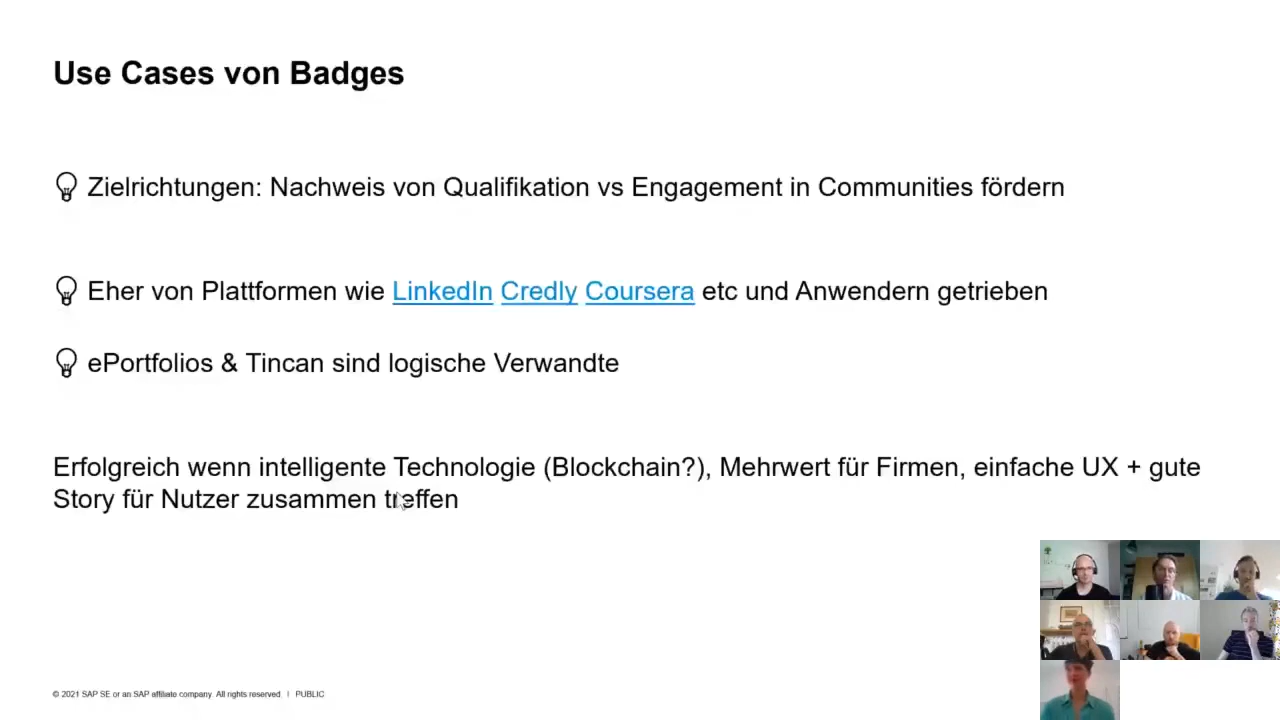 Use Cases von Badges
Zielrichtungen: Nachweis von Qualifikation vs Engagement in Communities fördern
Eher von Plattformen wie LinkedIn Credly Coursera etc und Anwendern getrieben
ePortfolios & Tincan sind logische Verwandte
Erfolgreich wenn intelligente Technologie (Blockchain?), Mehrwert für Firmen, einfache UX + gute
Story für Nutzer zusammen treffen
© 2021 SAP SE or an SAP affiliate company. All rights reserved. | PUBLIC